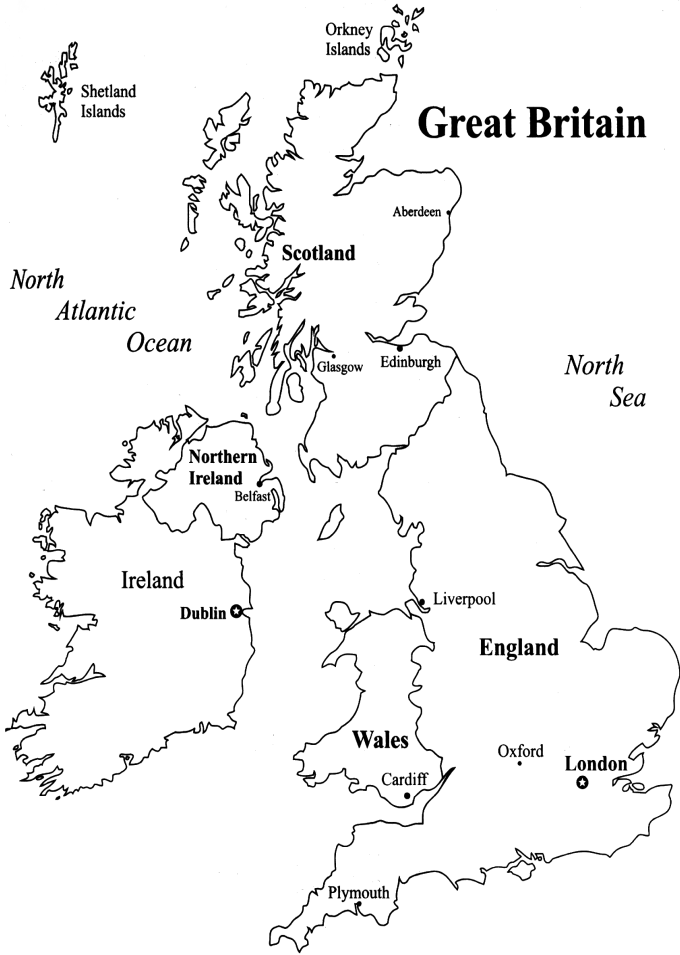 Orkney
Islands
Shetland
Islands
Great Britain
Aberdeen
Scotland
North
Atlantic
Ocean
Glasgow
Edinburgh
North
Sea
Northern
Ireland
Belfast
Ireland
Dublin
Liverpool
England
Wales
Oxford
London
Cardiff
Plymouth